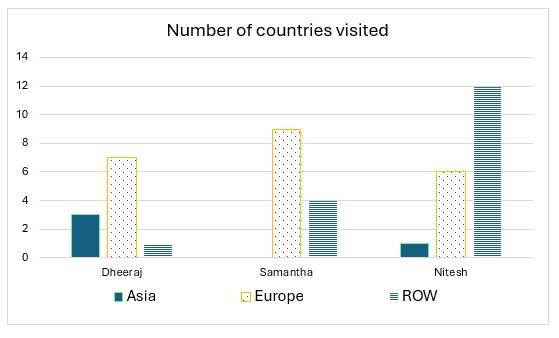 Number of countries visited
14
12
10
8
6
4
2
0
Dheeraj Samantha Nitesh
Asia Europe ROW